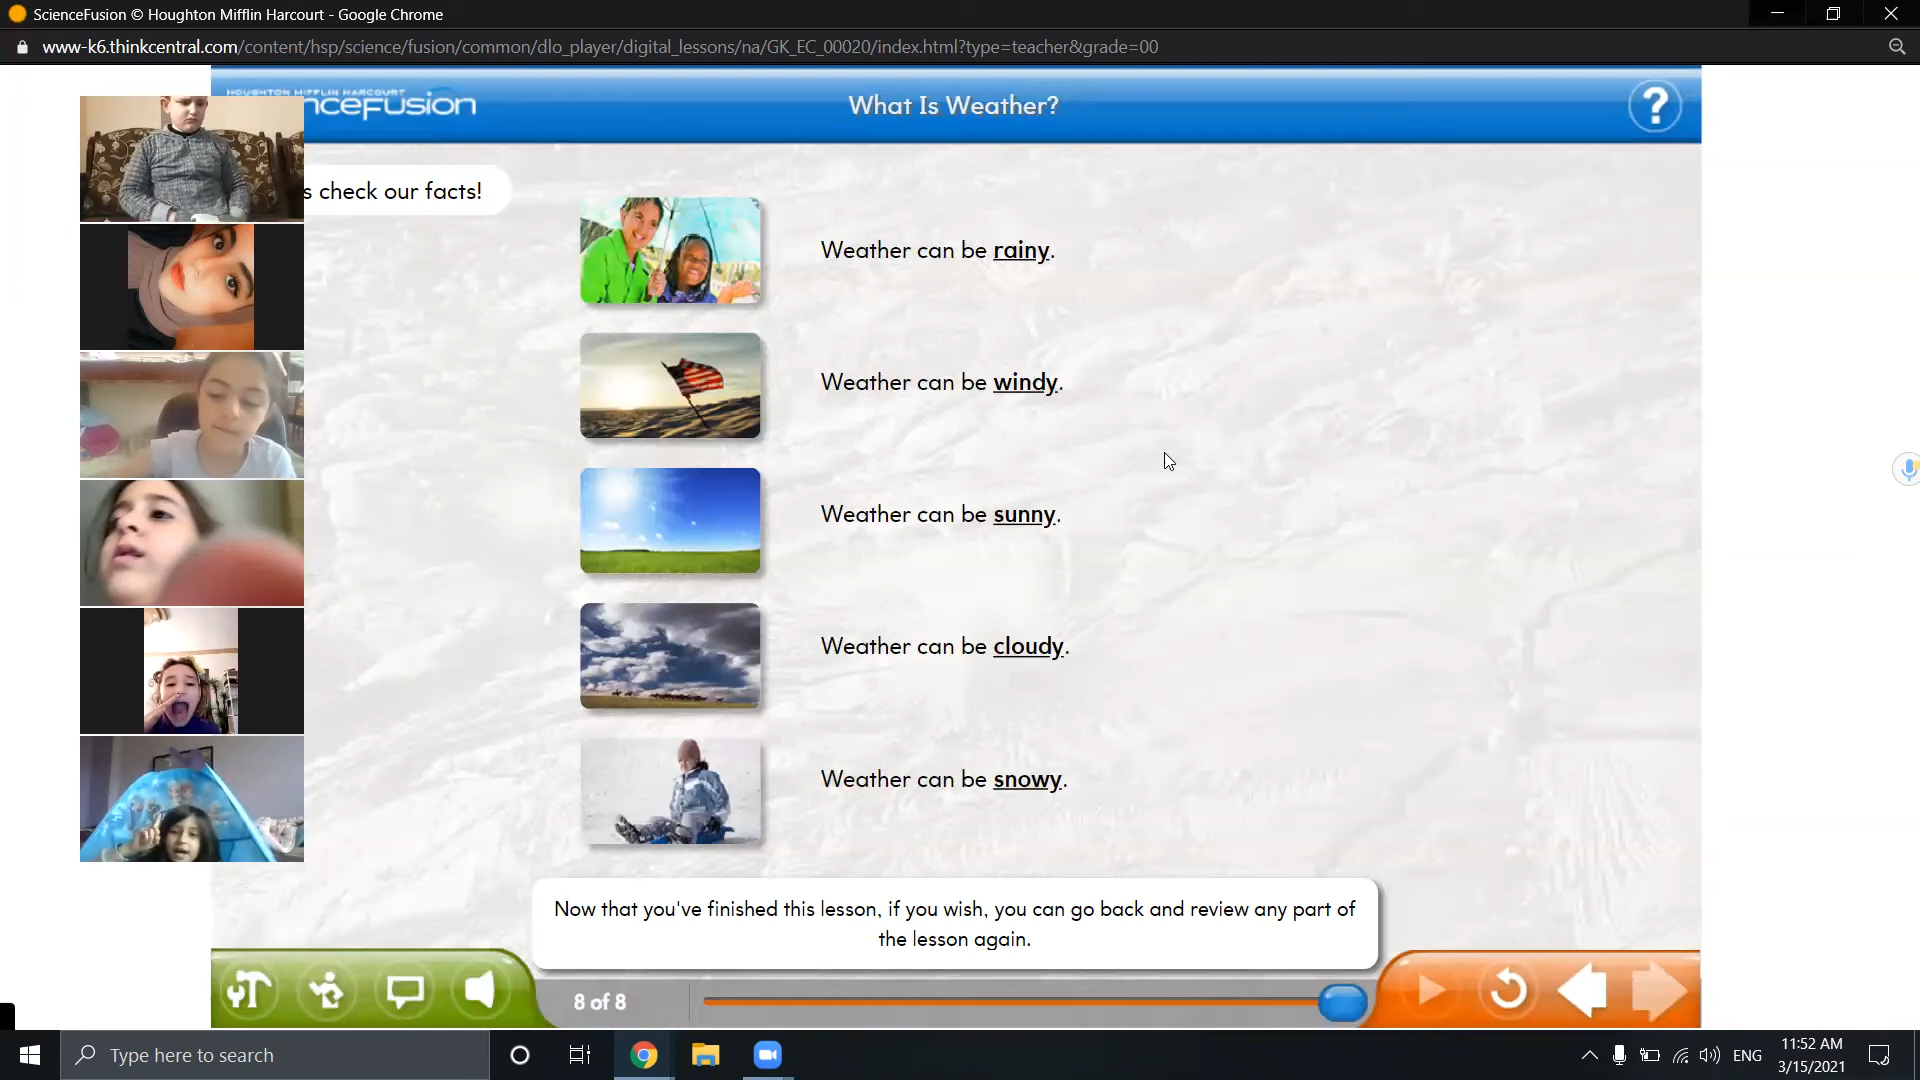 ScienceFusion © Houghton Mifflin Harcourt - Google Chrome
www-k6.thinkcentral.com/content/hsp/science/fusion/common/dlo_player/digital_lessons/na/GK_EC_00020/index.html?type=teacher&grade=00
HOUGHTON MIFFLIN HARCOURT
nceFusion
What Is Weather?
?
s check our facts!
Weather can be rainy.
Weather can be windy.
Weather can be sunny.
Weather can be cloudy.
Weather can be snowy.
Now that you've finished this lesson, if you wish, you can go back and review any part of
the lesson again.
8 of 8
Type here to search
ENG
11:52 AM
3/15/2021